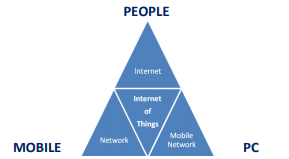 PEOPLE
Internet
Internet
of
Things
Network
Mobile
Network
MOBILE
PC